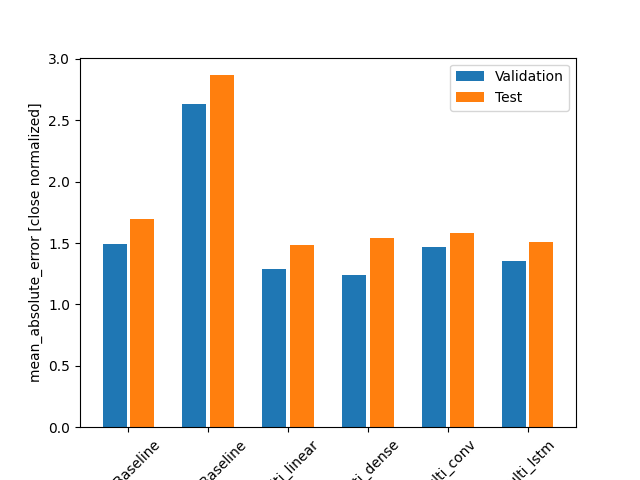 3.0
2.5
2.0
1.5
1.0
0.5
0.0
mean_absolute_error [close normalized]
Validation
Test
Baseline
Baseline
ti_linear
ti_dense
ulti_conv
ulti_lstm